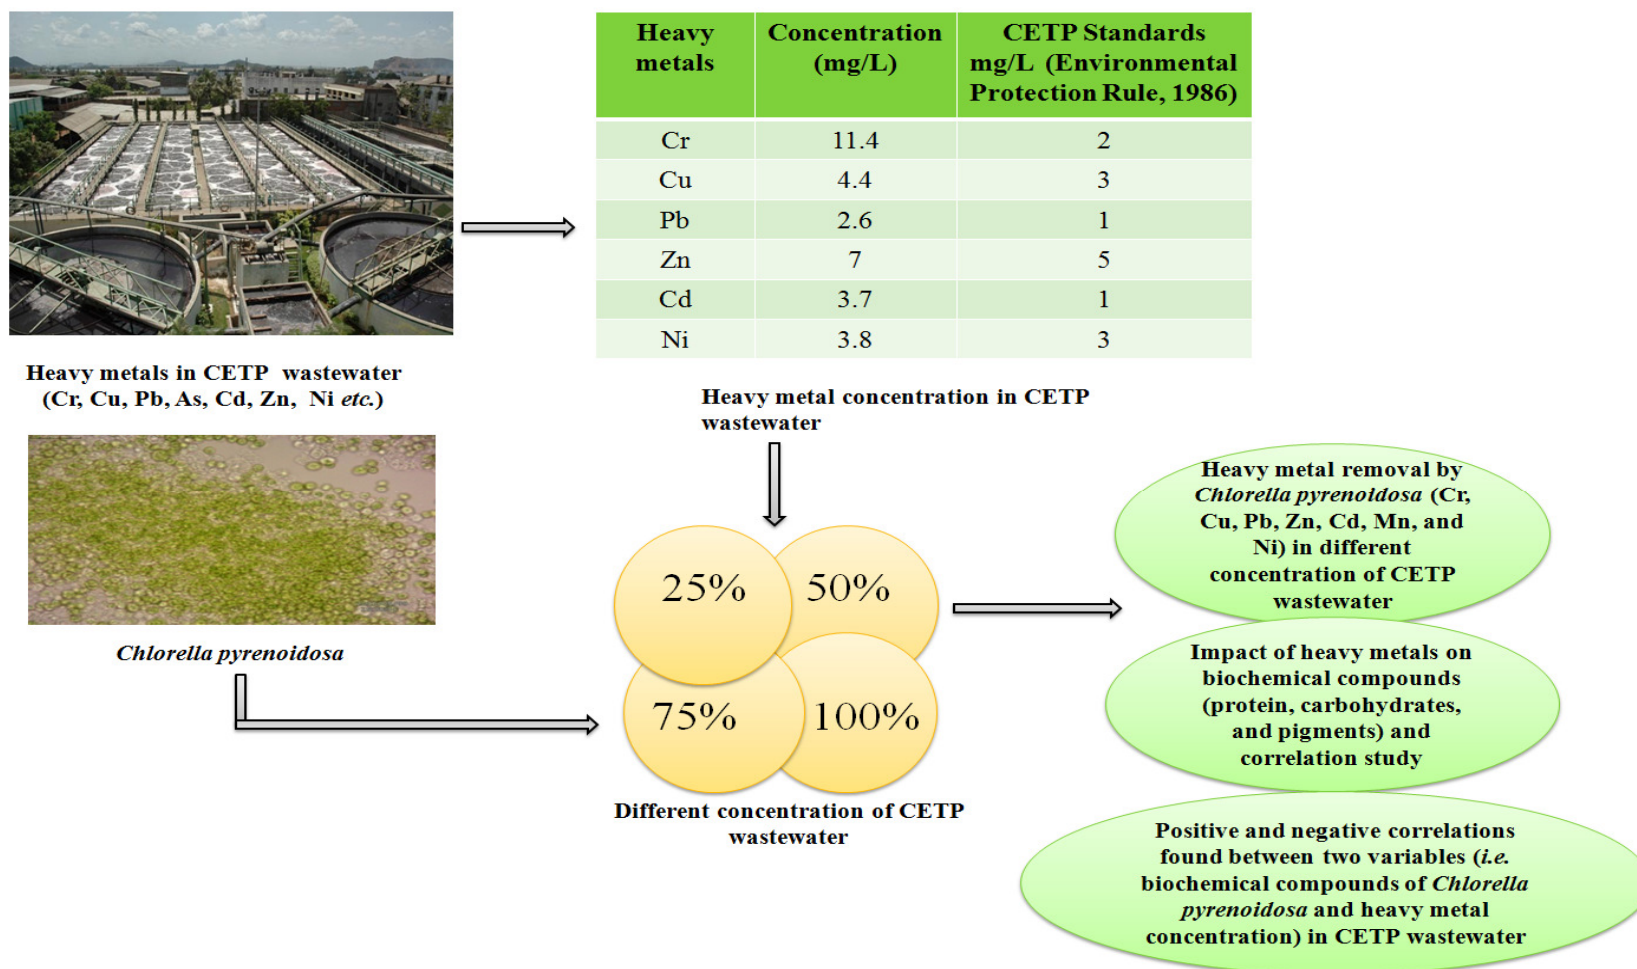 Heavy metals Concentration (mg/L) CETP Standards mg/L (Environmental Protection Rule, 1986)
Cr 11.4 2
Cu 4.4 3
Pb 2.6 1
Zn 7 5
Cd 3.7 1
Ni 3.8 3
Heavy metals in CETP wastewater
(Cr, Cu, Pb, As, Cd, Zn, Ni etc.)
Heavy metal concentration in CETP
wastewater
Chlorella pyrenoidosa
25% 50%
75% 100%
Different concentration of CETP
wastewater
Heavy metal removal by
Chlorella pyrenoidosa (Cr,
Cu, Pb, Zn, Cd, Mn, and
Ni) in different
concentration of CETP
wastewater
Impact of heavy metals on
biochemical compounds
(protein, carbohydrates,
and pigments) and
correlation study
Positive and negative correlations
found between two variables (i.e.
biochemical compounds of Chlorella
pyrenoidosa and heavy metal
concentration) in CETP wastewater